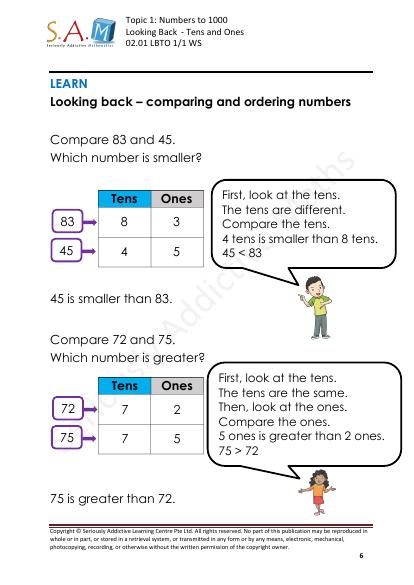 S.A.M
Seriously Addictive Mathematics
Topic 1: Numbers to 1000
Looking Back - Tens and Ones
02.01 LBTO 1/1 WS
LEARN
Looking back – comparing and ordering numbers
Compare 83 and 45.
Which number is smaller?
Tens Ones
83 8 3
45 4 5
First, look at the tens.
The tens are different.
Compare the tens.
4 tens is smaller than 8 tens.
45 < 83
45 is smaller than 83.
Compare 72 and 75.
Which number is greater?
Tens Ones
72 7 2
75 7 5
First, look at the tens.
The tens are the same.
Then, look at the ones.
Compare the ones.
5 ones is greater than 2 ones.
75 > 72
75 is greater than 72.
Copyright © Seriously Addictive Learning Centre Pte Ltd. All rights reserved. No part of this publication may be reproduced in
whole or in part, or stored in a retrieval system, or transmitted in any form or by any means, electronic, mechanical,
photocopying, recording, or otherwise without the written permission of the copyright owner.
6